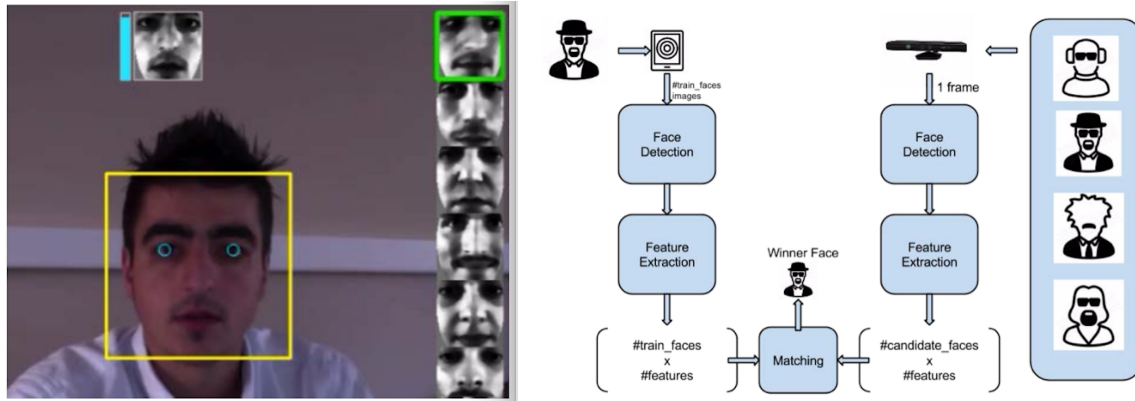 #train_faces
images
1 frame
Face
Detection
Face
Detection
Feature
Extraction
Feature
Extraction
Winner Face
#train_faces
x
#features
Matching
#candidate_faces
x
#features